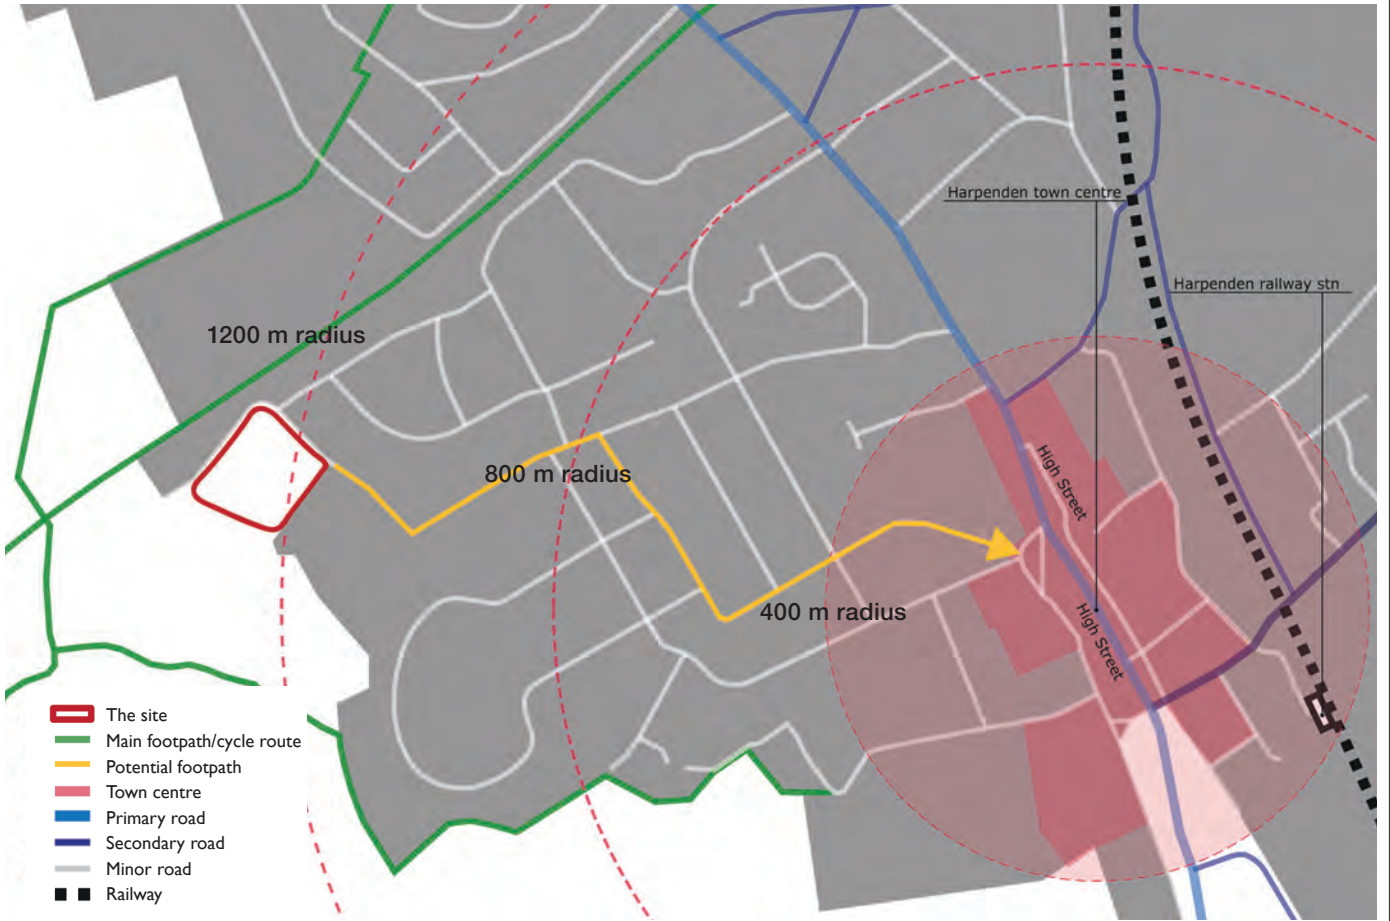 Harpenden town centre
Harpenden railway stn
1200 m radius
800 m radius
High Street
400 m radius
High Street
The site
Main footpath/cycle route
Potential footpath
Town centre
Primary road
Secondary road
Minor road
Railway